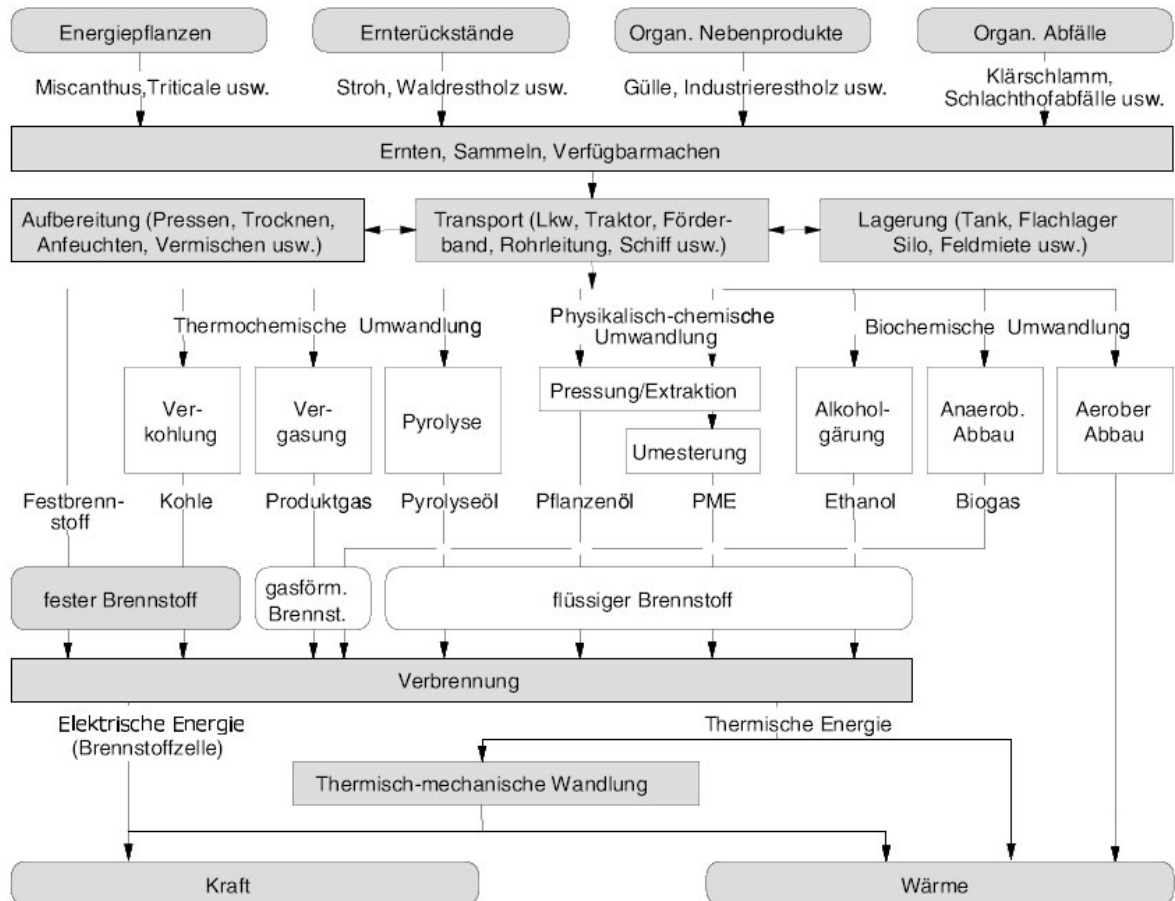 Energiepflanzen
Ernterückstände
Organ. Nebenprodukte
Organ. Abfälle
Miscanthus,Triticale usw.
Stroh, Waldrestholz usw.
Gülle, Industrierestholz usw.
Klärschlamm,
Schlachthofabfälle usw.
Ernten, Sammeln, Verfügbarmachen
Aufbereitung (Pressen, Trocknen,
Anfeuchten, Vermischen usw.)
Transport (Lkw, Traktor, Förder-
band, Rohrleitung, Schiff usw.)
Lagerung (Tank, Flachlager
Silo, Feldmiete usw.)
Thermochemische Umwandlung
Physikalisch-chemische
Umwandlung
Biochemische Umwandlung
Ver-
kohlung
Ver-
gasung
Pyrolyse
Pressung/Extraktion
Umesterung
Alkohol-
gärung
Anaerob.
Abbau
Aerober
Abbau
Festbrenn-
stoff
Kohle
Produktgas
Pyrolyseöl
Pflanzenöl
PME
Ethanol
Biogas
fester Brennstoff
gasförm.
Brennst.
flüssiger Brennstoff
Verbrennung
Elektrische Energie
(Brennstoffzelle)
Thermische Energie
Thermisch-mechanische Wandlung
Kraft
Wärme